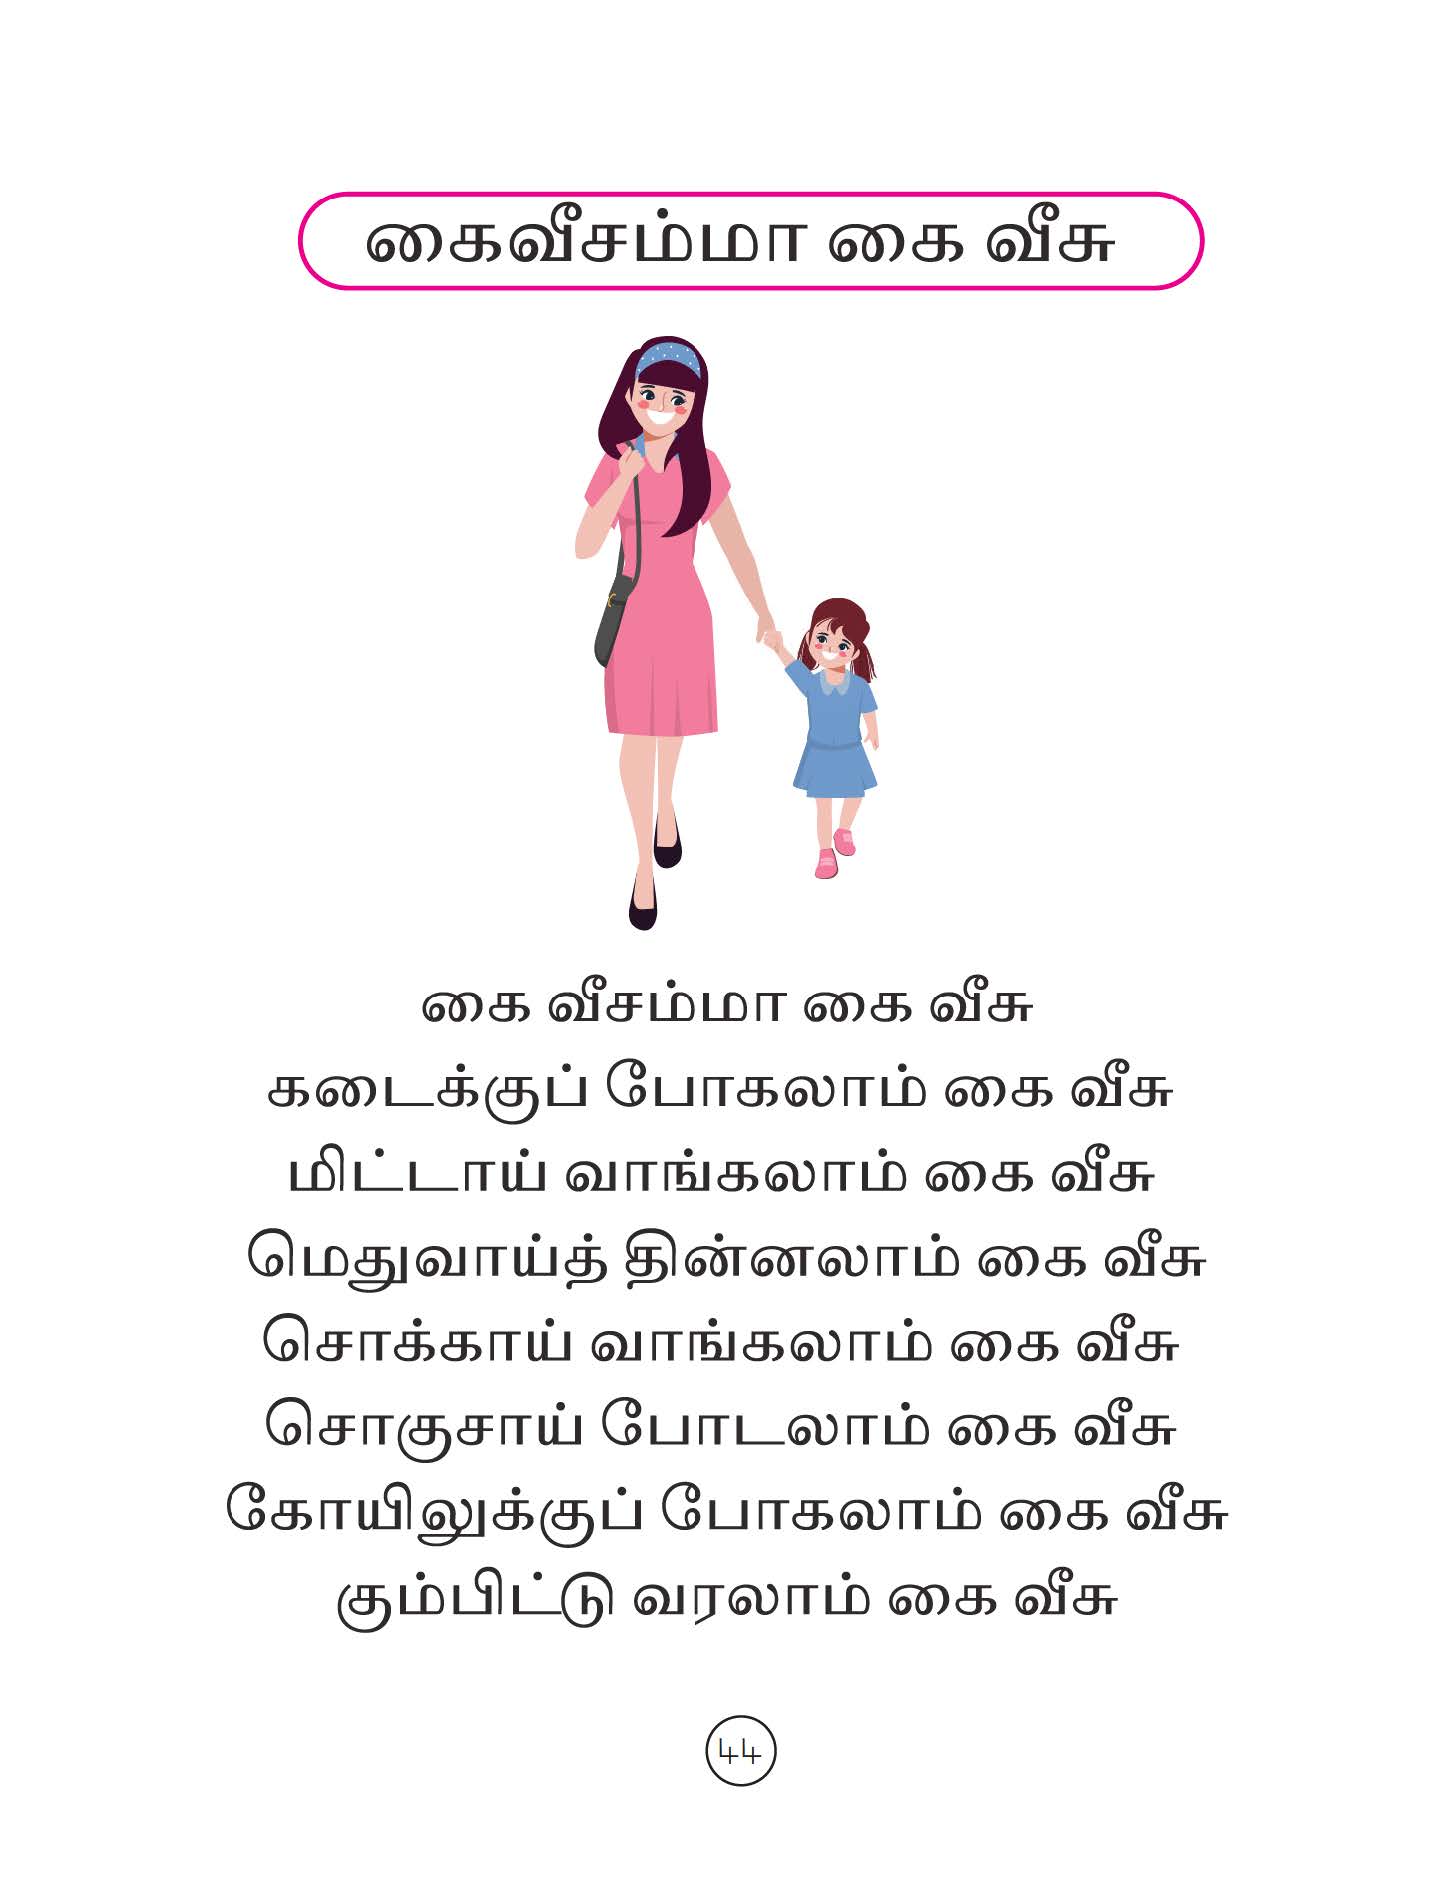 கைவீசம்மா கை வீசு
கை வீசம்மா கை வீசு
கடைக்குப் போகலாம் கை வீசு
மிட்டாய் வாங்கலாம் கை வீசு
மெதுவாய்த் தின்னலாம் கை வீசு
சொக்காய் வாங்கலாம் கை வீசு
சொகுசாய் போடலாம் கை வீசு
கோயிலுக்குப் போகலாம் கை வீசு
கும்பிட்டு வரலாம் கை வீசு
44